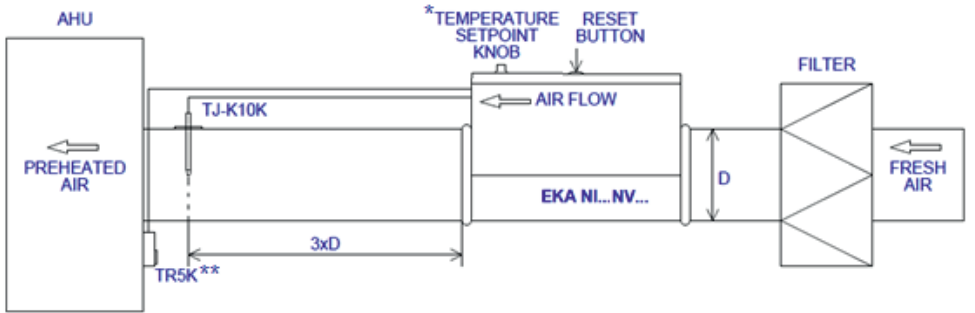 AHU
*TEMPERATURE
SETPOINT
KNOB
RESET
BUTTON
FILTER
TJ-K10K
AIR FLOW
PREHEATED
AIR
FRESH
AIR
D
EKA NI...NV...
3xD
TR5K**